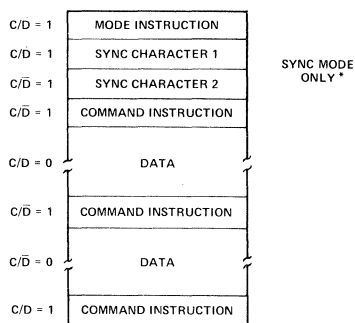 C/D = 1 MODE INSTRUCTION
C/D = 1 SYNC CHARACTER 1
C/D̅ = 1 SYNC CHARACTER 2
SYNC MODE
ONLY *
C/D̅ = 1 COMMAND INSTRUCTION
C/D = 0 DATA
C/D̅ = 1 COMMAND INSTRUCTION
C/D̅ = 0 DATA
C/D = 1 COMMAND INSTRUCTION